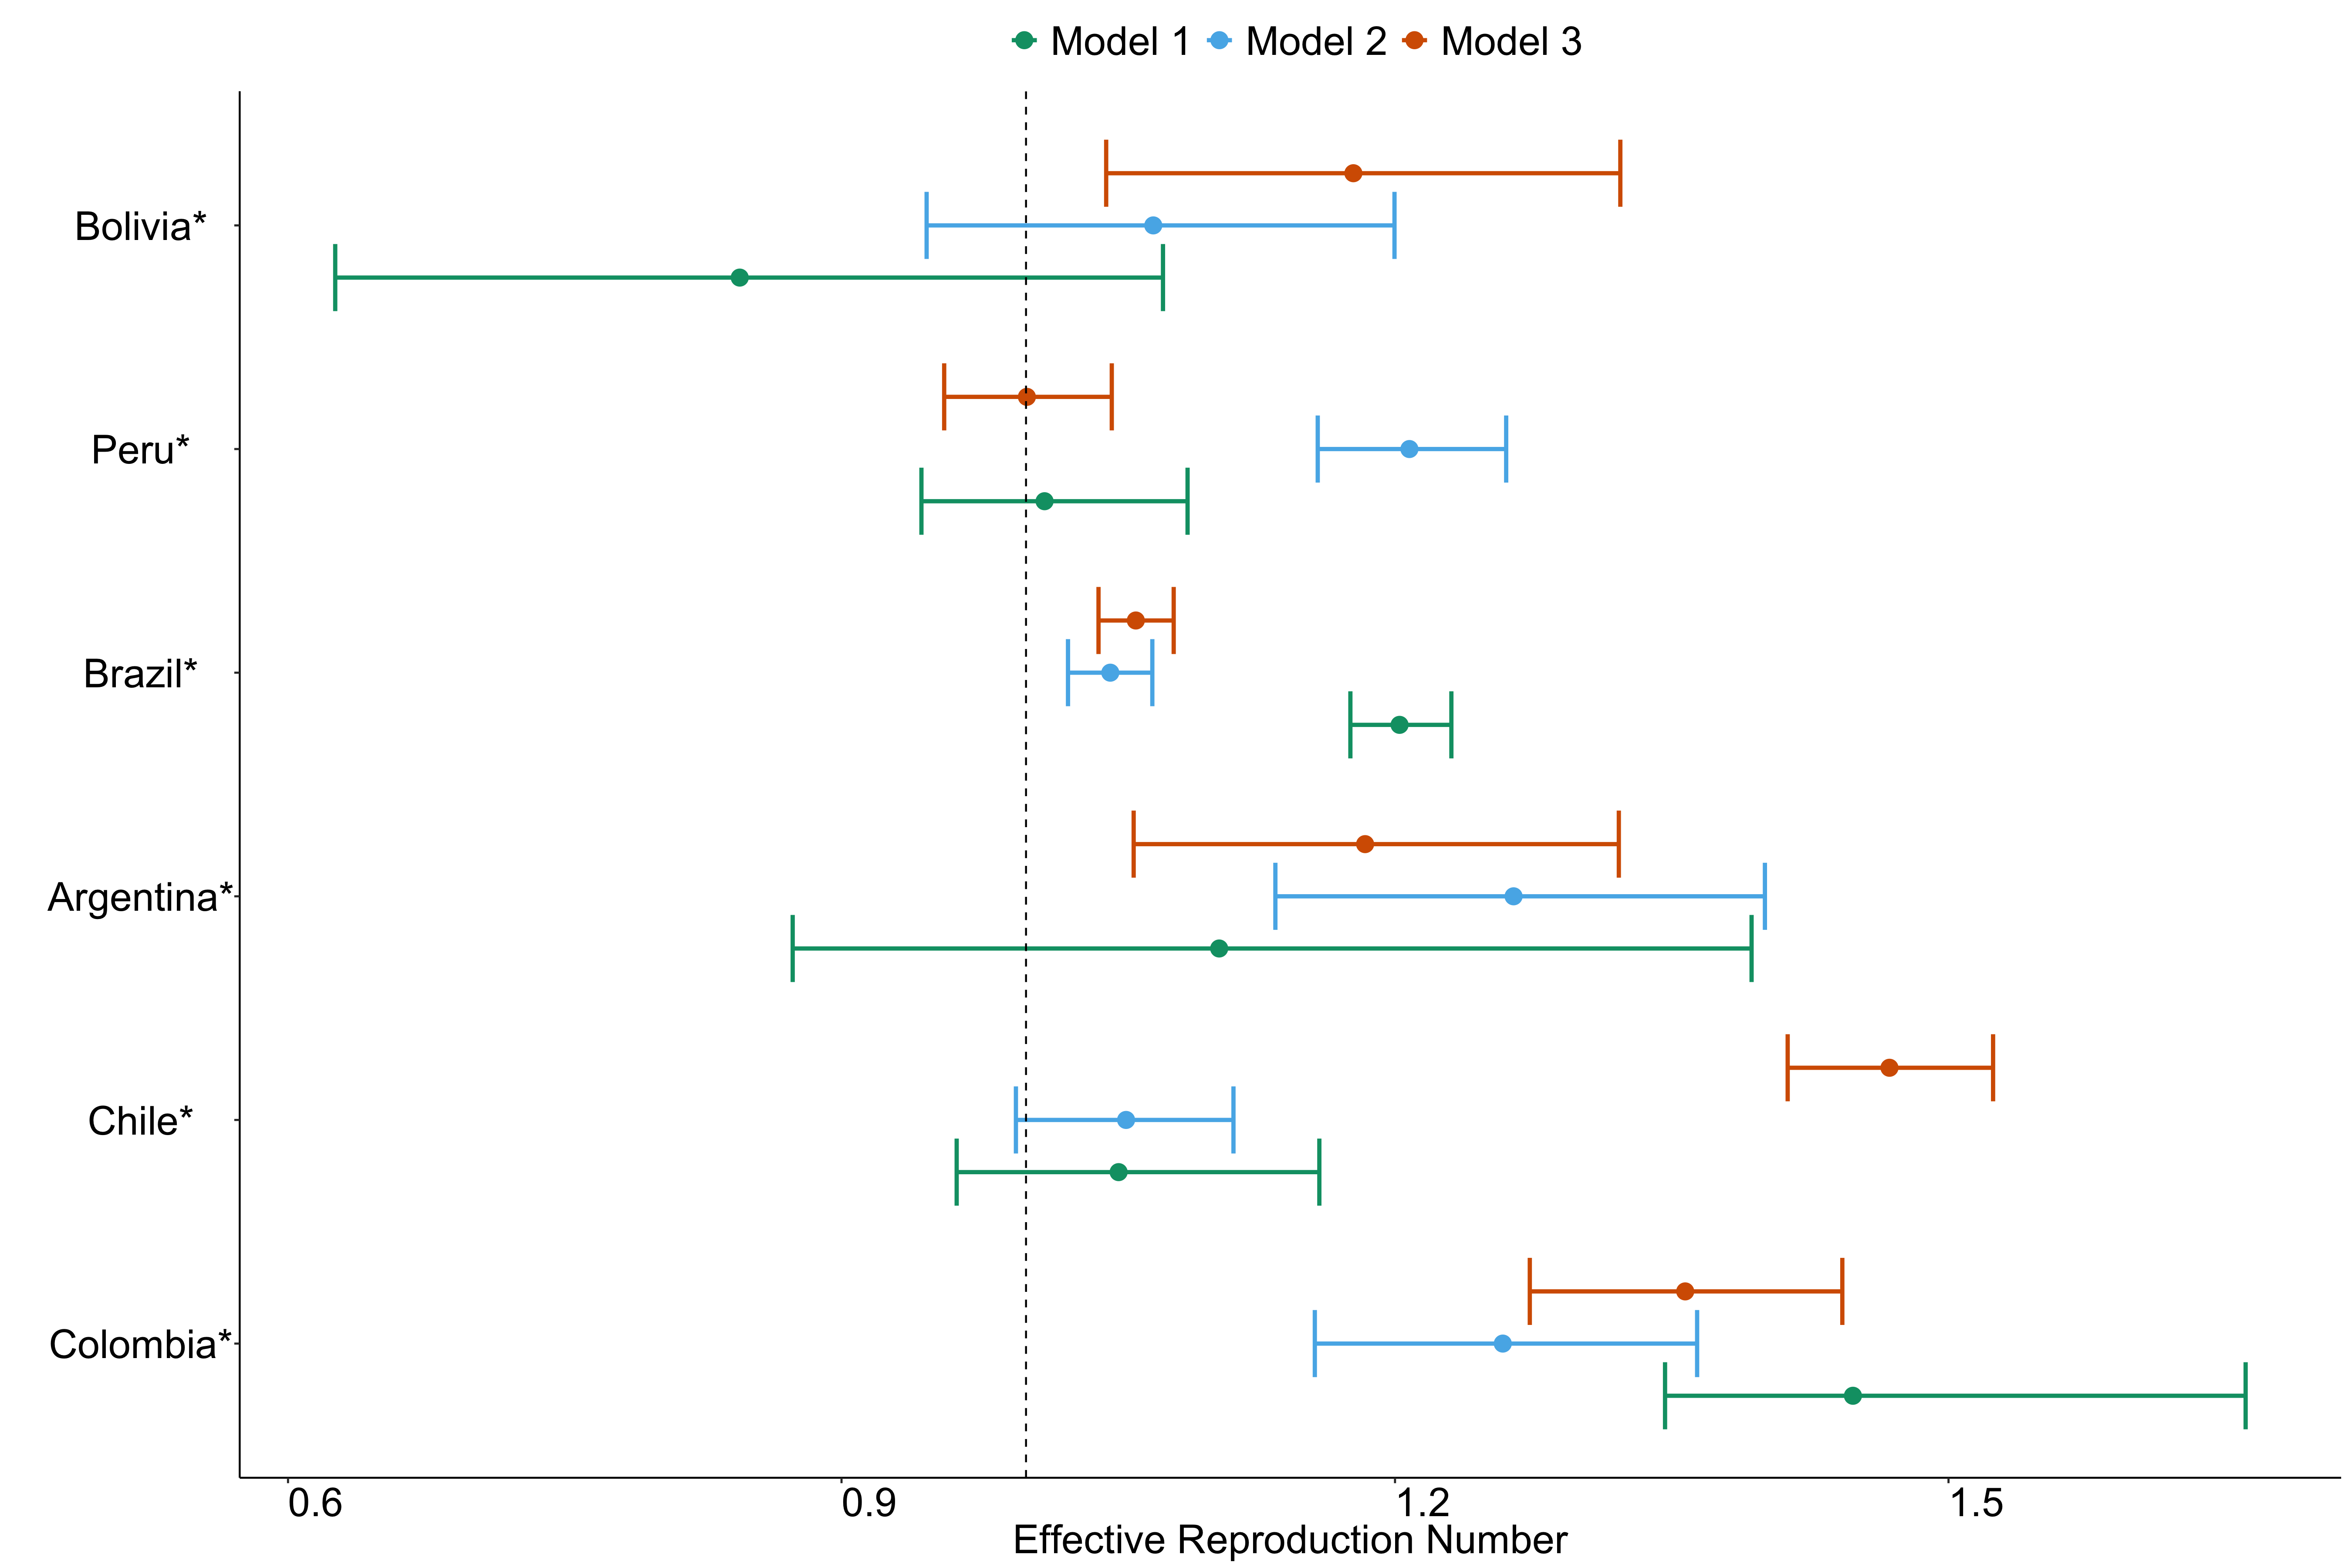 Model 1 Model 2 Model 3
Bolivia*
Peru*
Brazil*
Argentina*
Chile*
Colombia*
0.6 0.9 1.2 1.5
Effective Reproduction Number